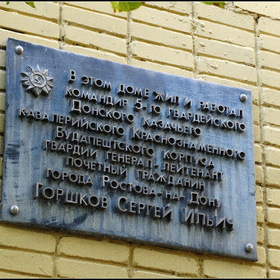 В этом доме жил и работал
командир 5-го гвардейского
Донского казачьего
кавалерийского Краснознаменного
Будапештского корпуса
гвардии генерал-лейтенант
почетный гражданин
города Ростова-на-Дону
Горшков Сергей Ильич